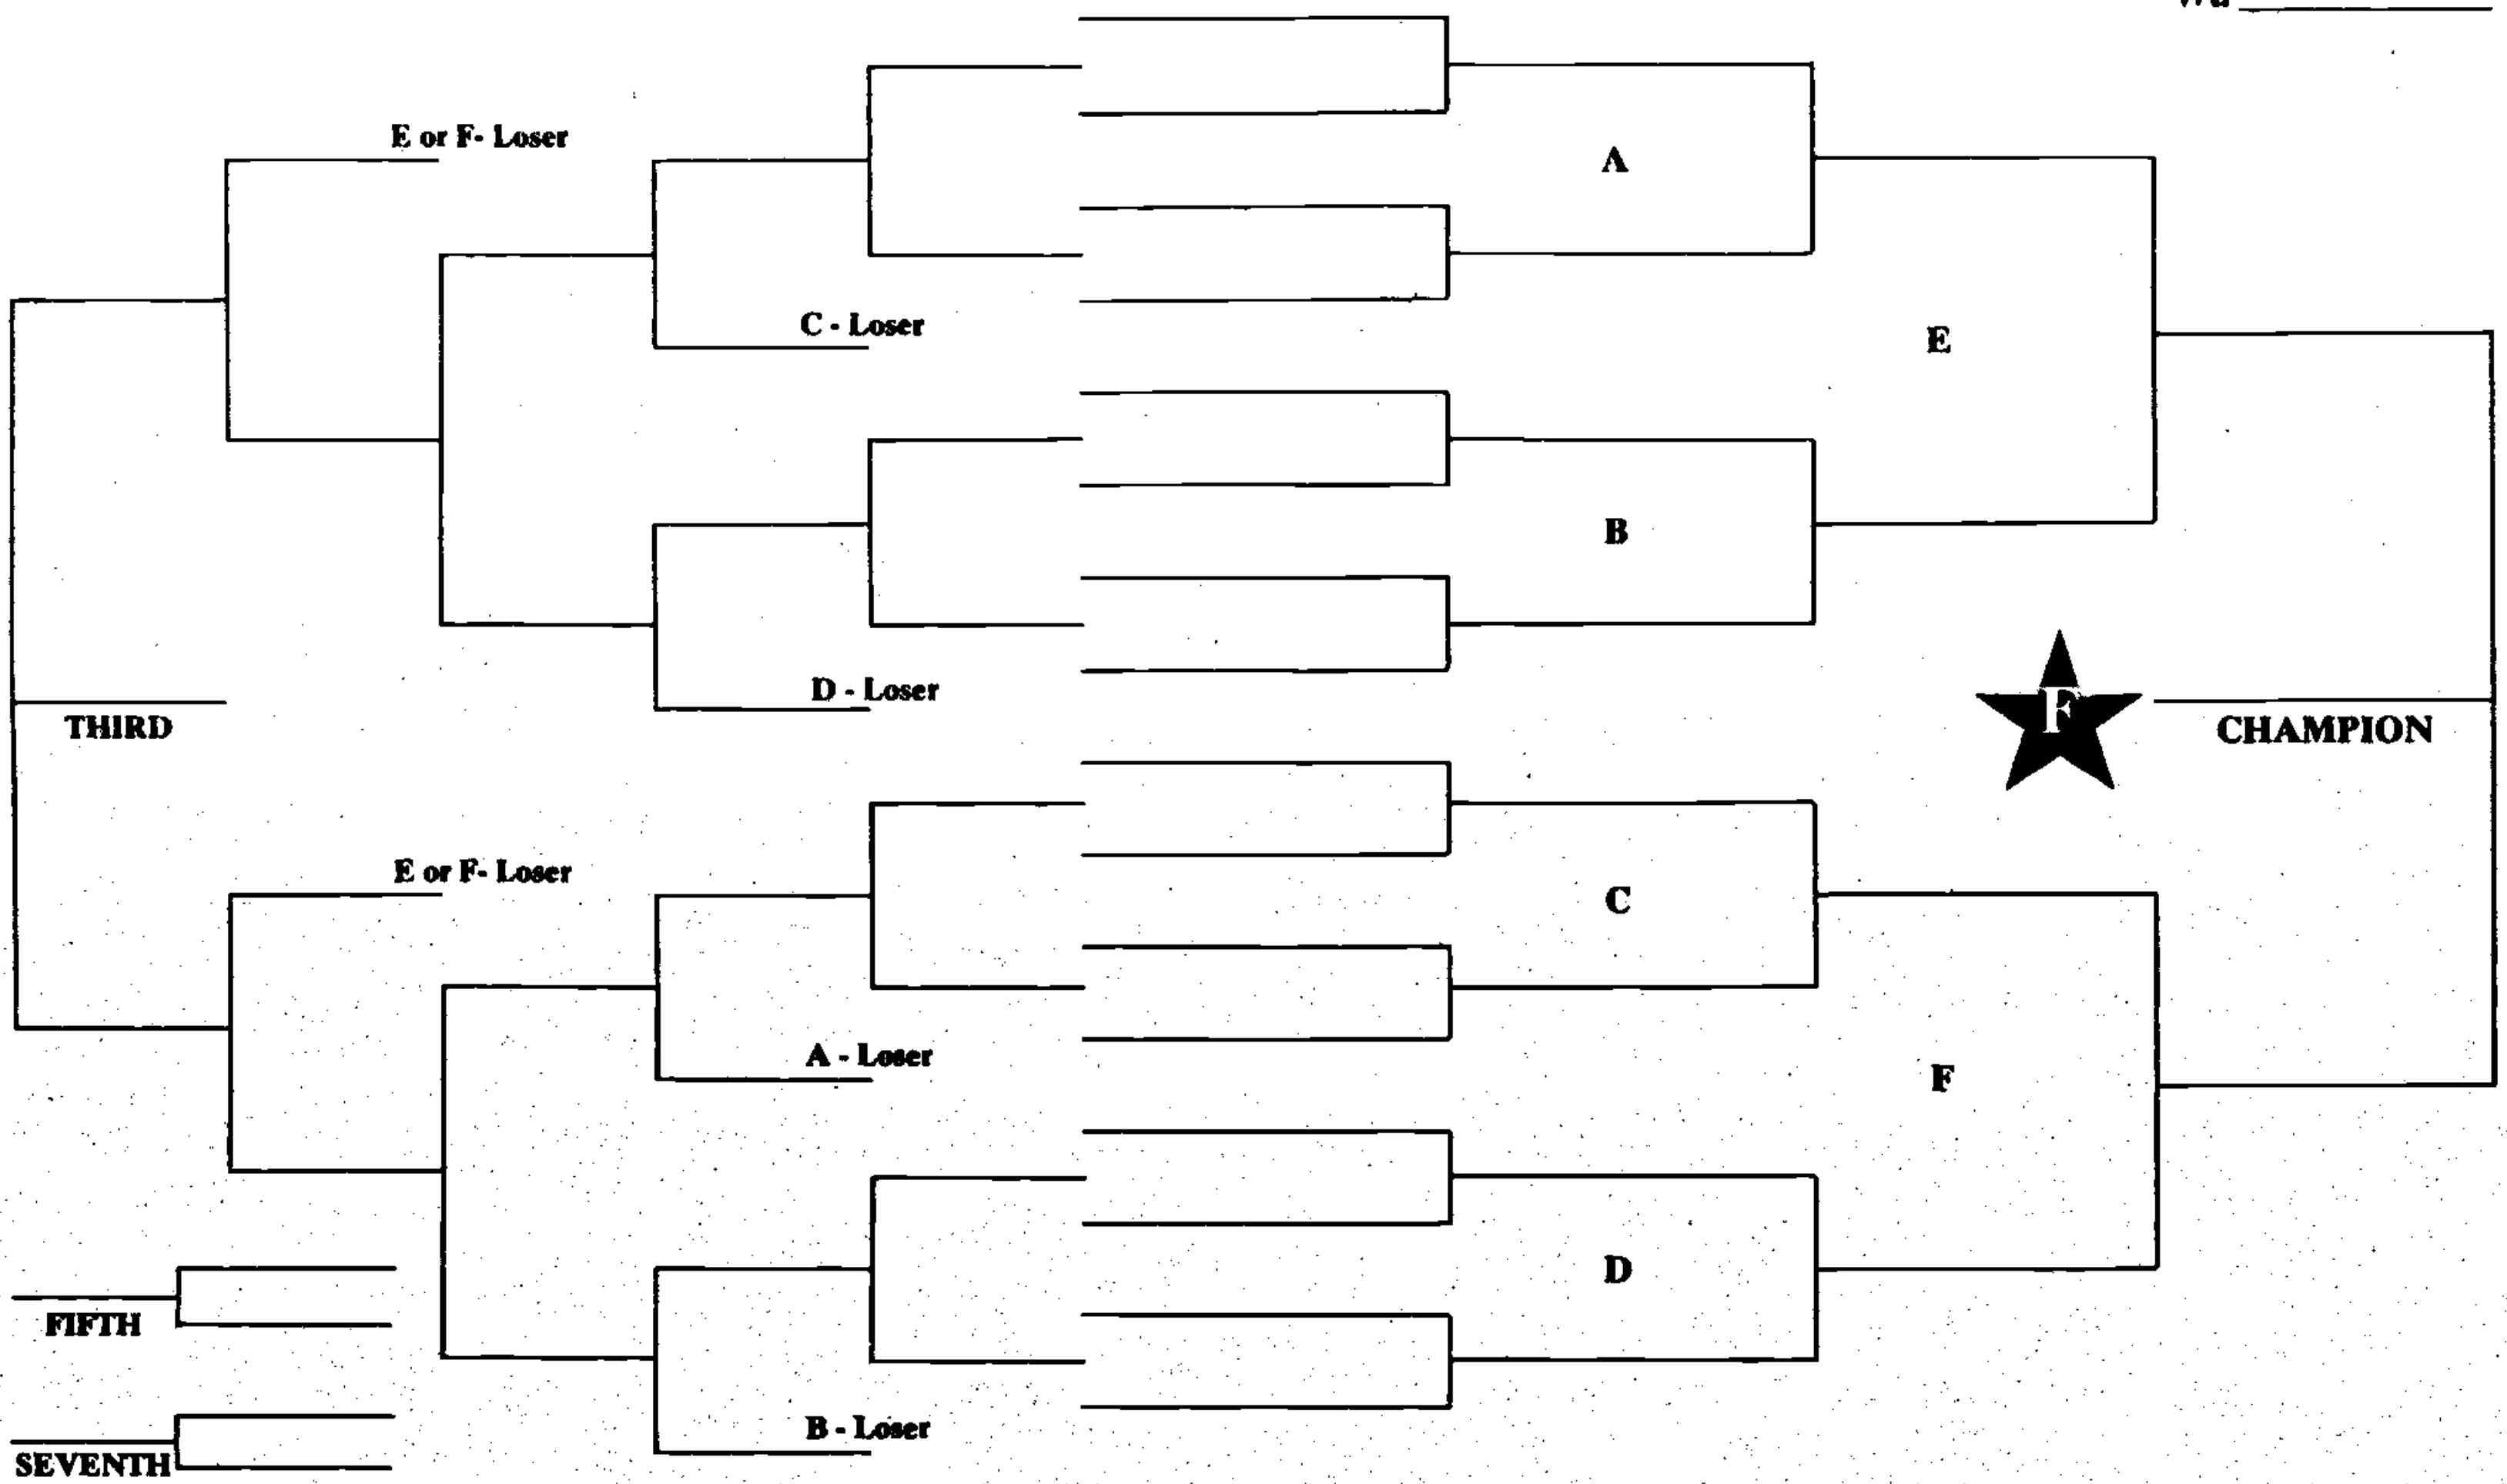 E or F- Loser
A
C - Loser
E
B
D - Loser
F
THIRD
CHAMPION
E or F- Loser
C
A - Loser
F
D
FIFTH
B - Loser
SEVENTH